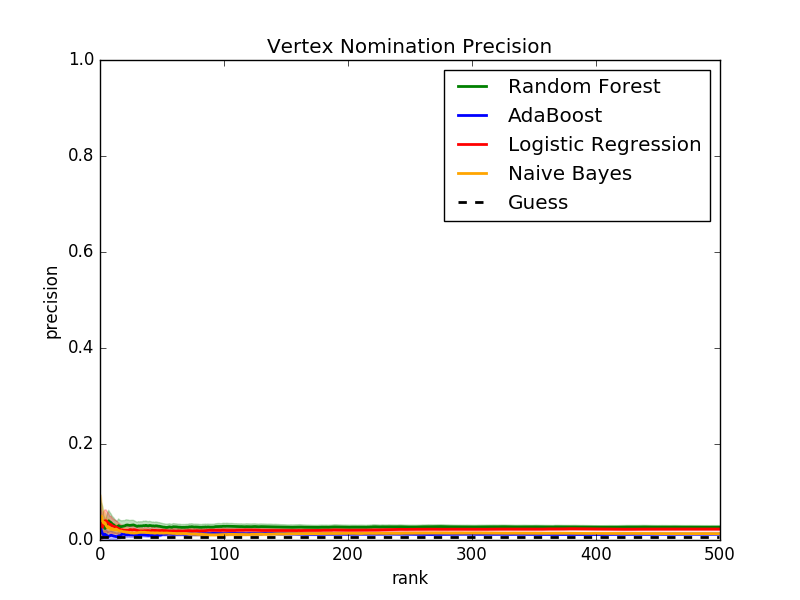 Vertex Nomination Precision
1.0
0.8
0.6
0.4
0.2
0.0
precision
Random Forest
AdaBoost
Logistic Regression
Naive Bayes
Guess
0
100
200
300
400
500
rank